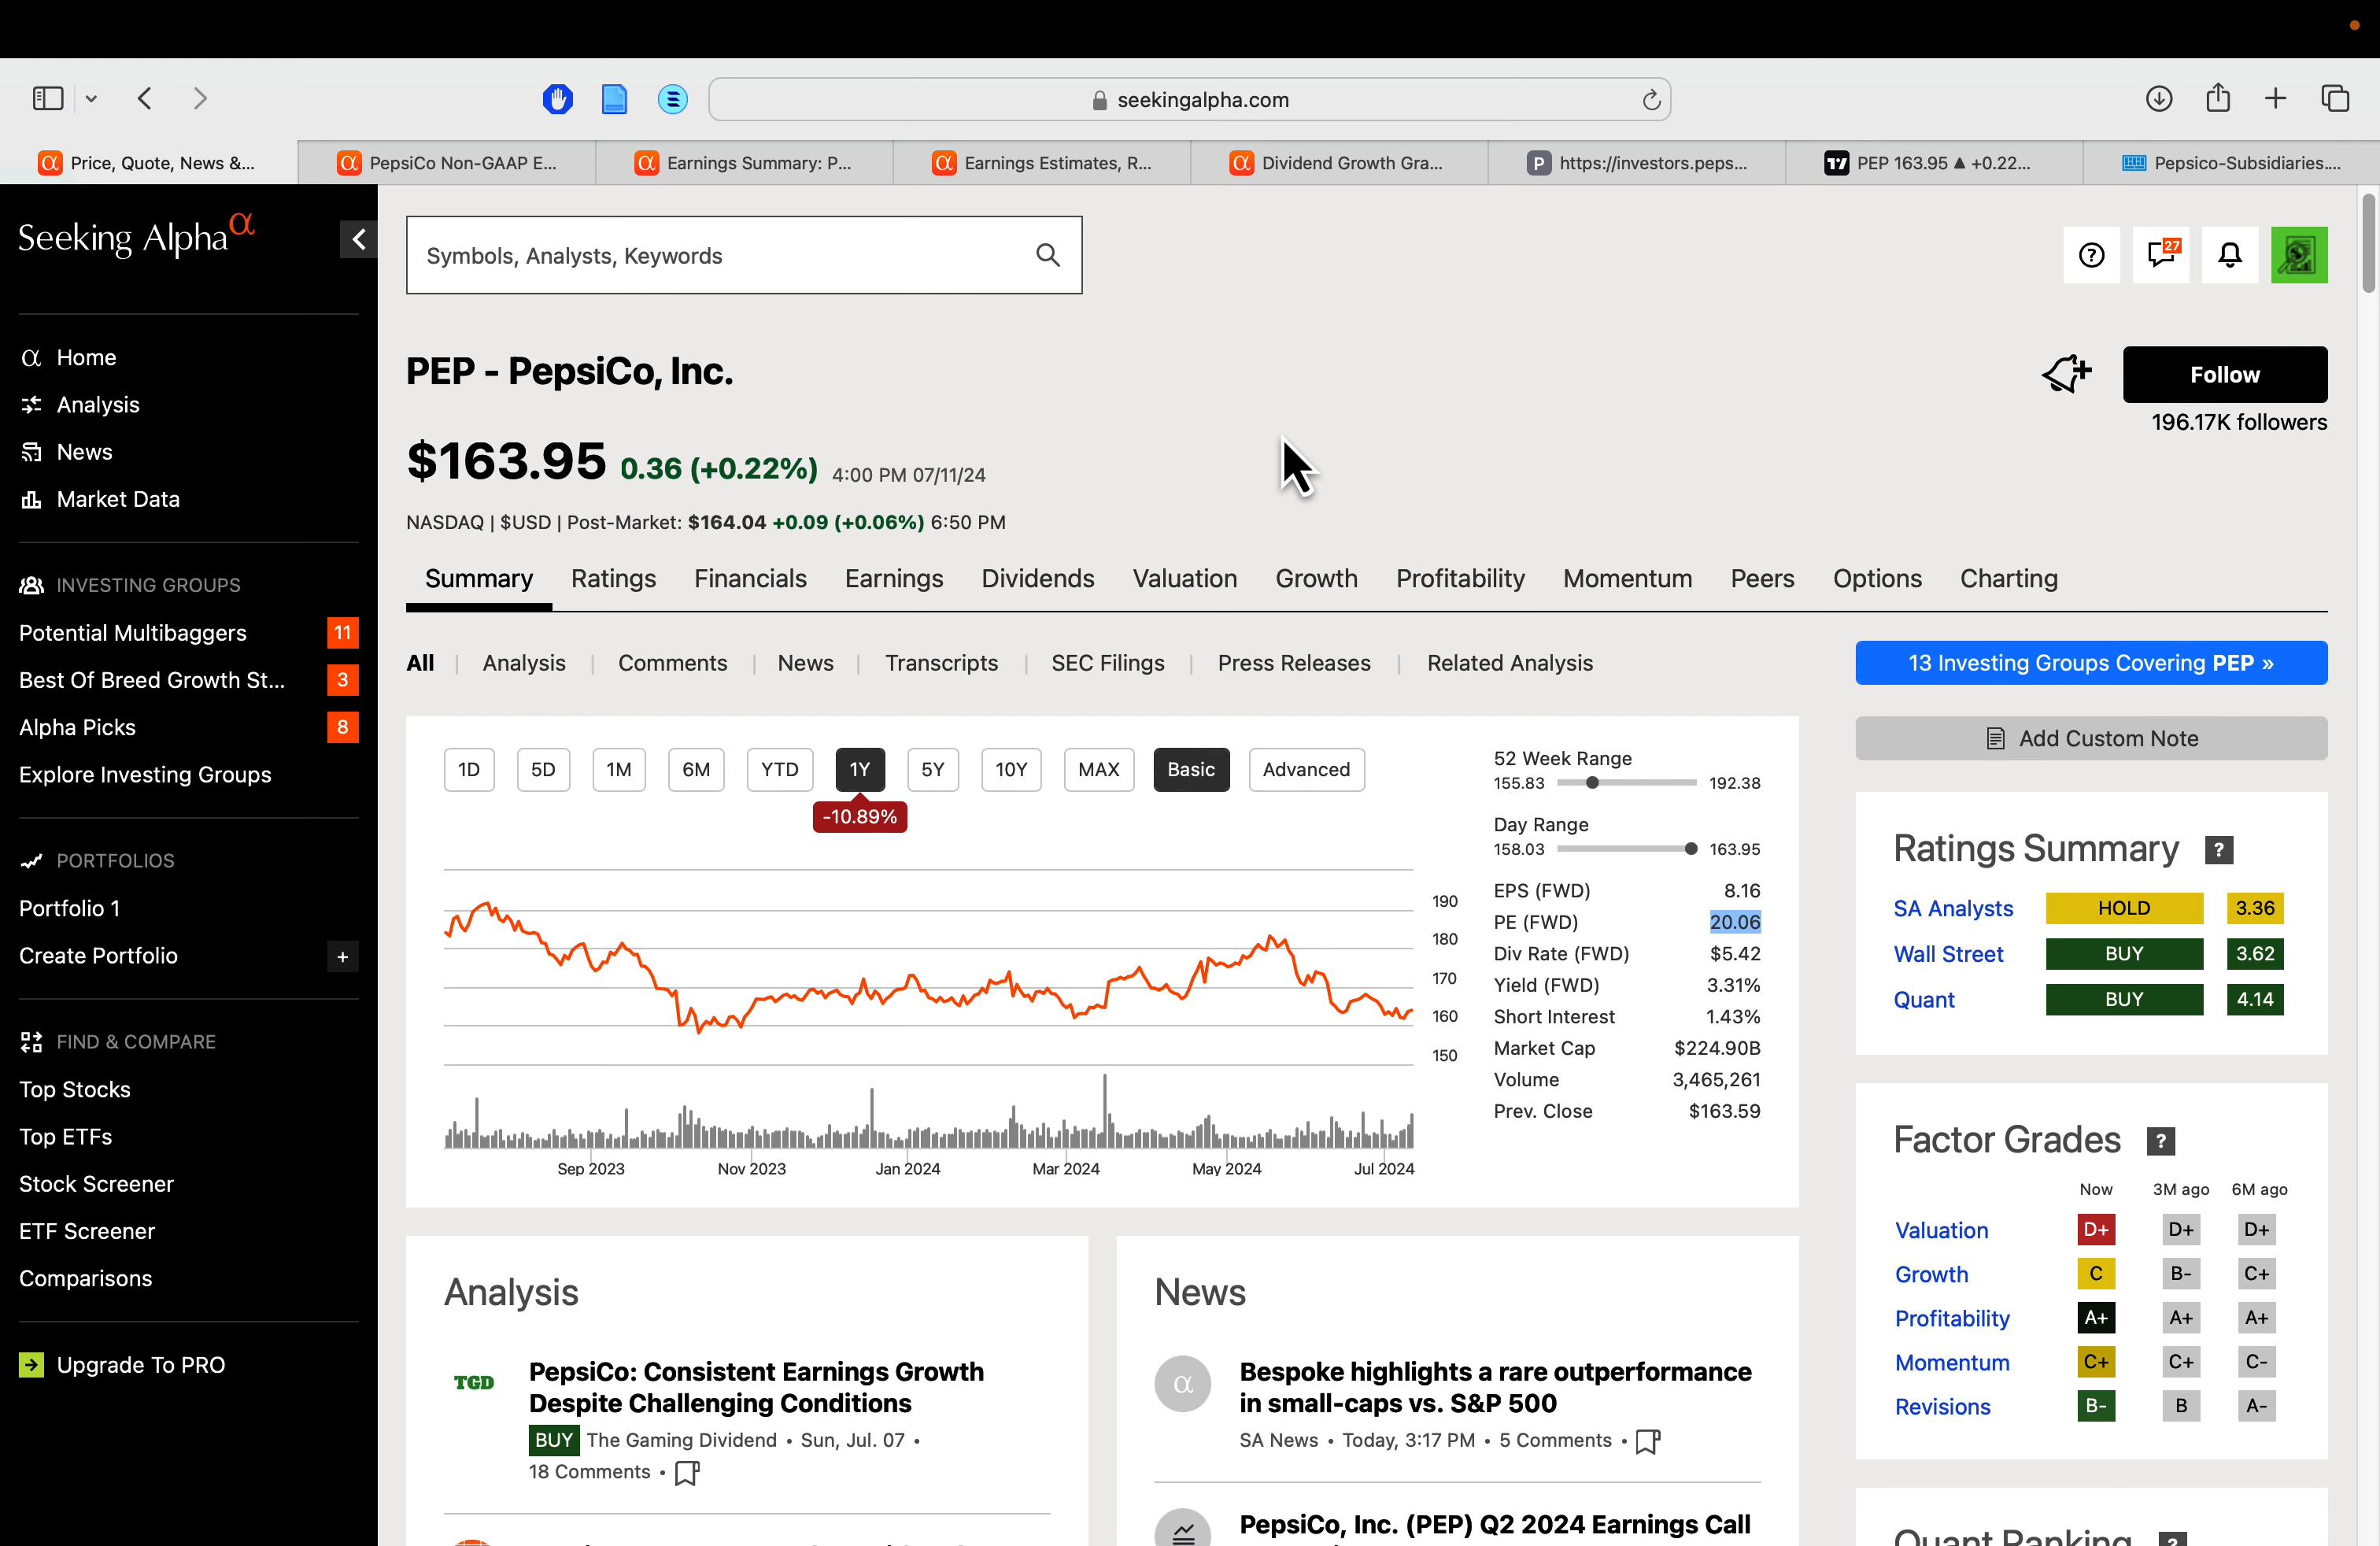 seekingalpha.com
Price, Quote, News &...
PepsiCo Non-GAAP E...
Earnings Summary: P...
Earnings Estimates, R...
Dividend Growth Gra...
P https://investors.peps...
PEP 163.95 ▲ +0.22...
Pepsico-Subsidiaries....
Seeking Alpha α
Home
Analysis
News
Market Data
INVESTING GROUPS
Potential Multibaggers 11
Best Of Breed Growth St... 3
Alpha Picks 8
Explore Investing Groups
PORTFOLIOS
Portfolio 1
Create Portfolio +
FIND & COMPARE
Top Stocks
Top ETFs
Stock Screener
ETF Screener
Comparisons
Upgrade To PRO
Symbols, Analysts, Keywords
27
PEP - PepsiCo, Inc.
Follow
196.17K followers
$163.95 0.36 (+0.22%) 4:00 PM 07/11/24
NASDAQ | $USD | Post-Market: $164.04 +0.09 (+0.06%) 6:50 PM
Summary Ratings Financials Earnings Dividends Valuation Growth Profitability Momentum Peers Options Charting
All | Analysis | Comments | News | Transcripts | SEC Filings | Press Releases | Related Analysis
13 Investing Groups Covering PEP »
Add Custom Note
1D 5D 1M 6M YTD 1Y 5Y 10Y MAX Basic Advanced
-10.89%
190
180
170
160
150
Sep 2023 Nov 2023 Jan 2024 Mar 2024 May 2024 Jul 2024
52 Week Range
155.83 192.38
Day Range
158.03 163.95
EPS (FWD) 8.16
PE (FWD) 20.06
Div Rate (FWD) $5.42
Yield (FWD) 3.31%
Short Interest 1.43%
Market Cap $224.90B
Volume 3,465,261
Prev. Close $163.59
Ratings Summary ?
SA Analysts HOLD 3.36
Wall Street BUY 3.62
Quant BUY 4.14
Factor Grades ?
Now 3M ago 6M ago
Valuation D+ D+ D+
Growth C B- C+
Profitability A+ A+ A+
Momentum C+ C+ C-
Revisions B- B A-
Quant Ranking ?
Analysis
TGD
PepsiCo: Consistent Earnings Growth
Despite Challenging Conditions
BUY The Gaming Dividend • Sun, Jul. 07 •
18 Comments •
News
Bespoke highlights a rare outperformance
in small-caps vs. S&P 500
SA News • Today, 3:17 PM • 5 Comments •
PepsiCo, Inc. (PEP) Q2 2024 Earnings Call